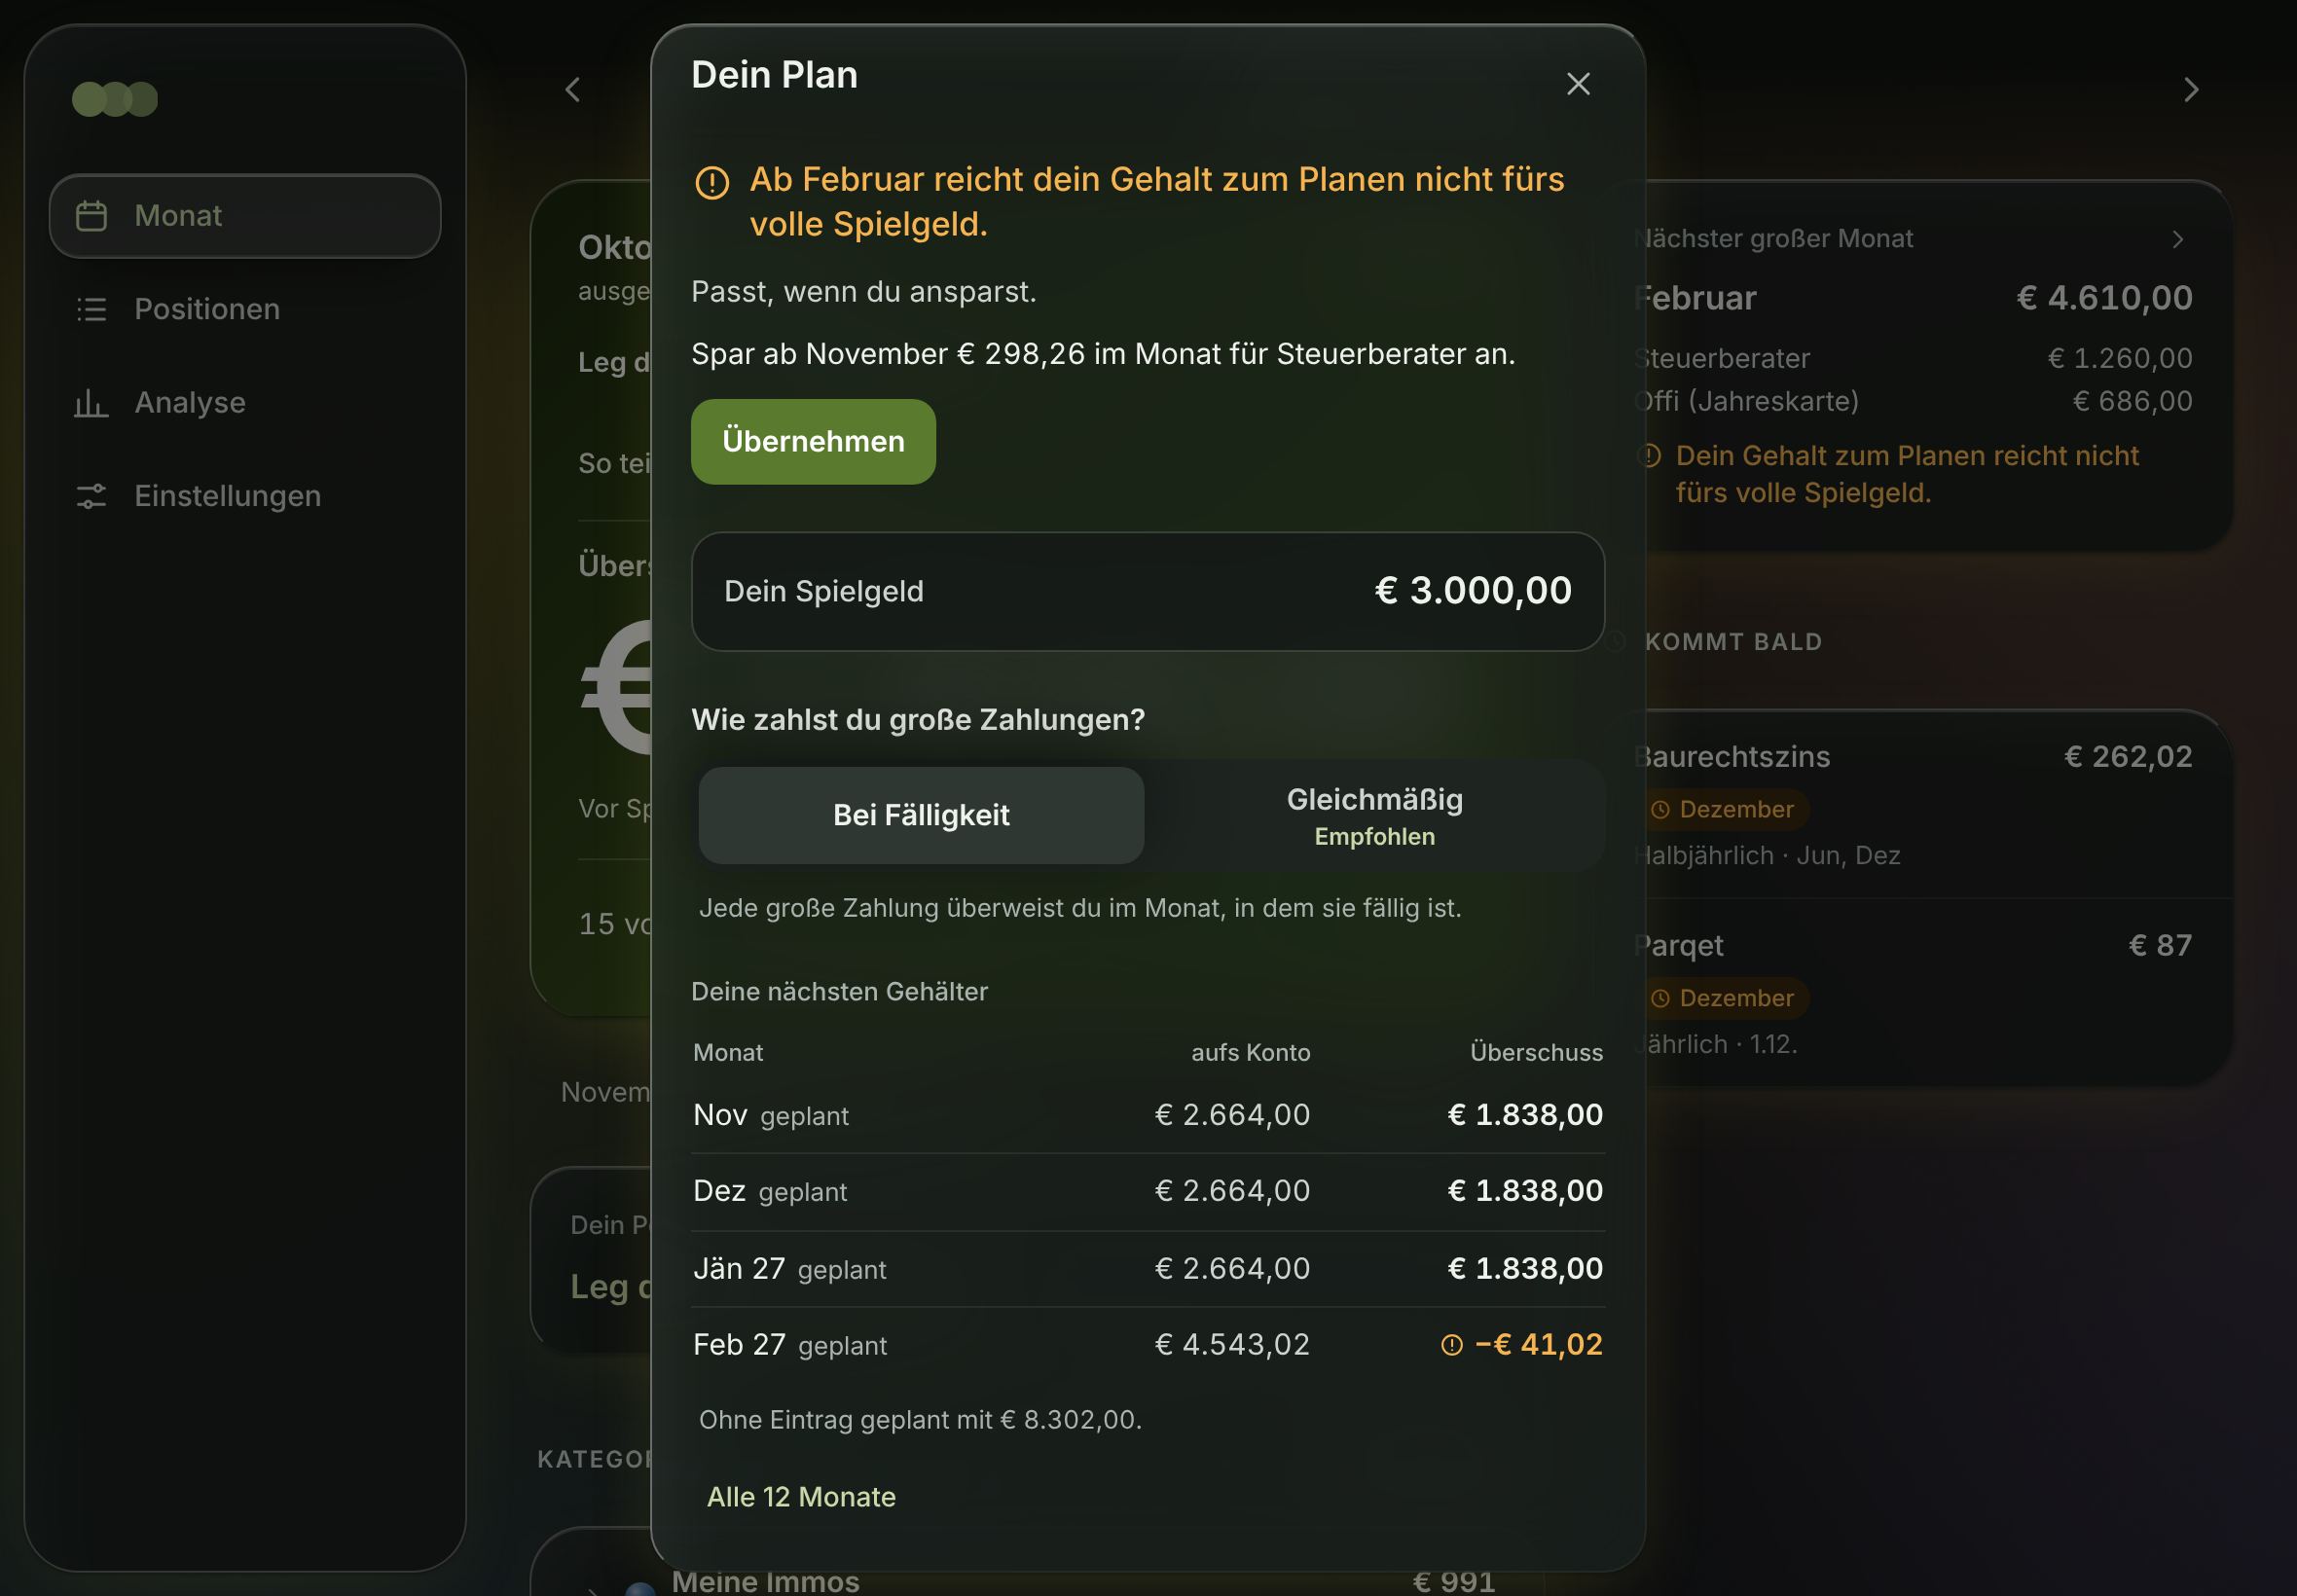 Monat
Positionen
Analyse
Einstellungen
Dein Plan
Ab Februar reicht dein Gehalt zum Planen nicht fürs
volle Spielgeld.
Passt, wenn du ansparst.
Spar ab November € 298,26 im Monat für Steuerberater an.
Übernehmen
Dein Spielgeld € 3.000,00
Wie zahlst du große Zahlungen?
Bei Fälligkeit
Gleichmäßig
Empfohlen
Jede große Zahlung überweist du im Monat, in dem sie fällig ist.
Deine nächsten Gehälter
Monat aufs Konto Überschuss
Nov geplant € 2.664,00 € 1.838,00
Dez geplant € 2.664,00 € 1.838,00
Jän 27 geplant € 2.664,00 € 1.838,00
Feb 27 geplant € 4.543,02 −€ 41,02
Ohne Eintrag geplant mit € 8.302,00.
Alle 12 Monate
So
€
Vor
15
Dein
Leg
Meine Immos € 991
Nächster großer Monat
Februar € 4.610,00
Steuerberater € 1.260,00
Offi (Jahreskarte) € 686,00
Dein Gehalt zum Planen reicht nicht
fürs volle Spielgeld.
KOMMT BALD
Baurechtszins € 262,02
Dezember
Halbjährlich · Jun, Dez
Parqet € 87
Dezember
Jährlich · 1.12.